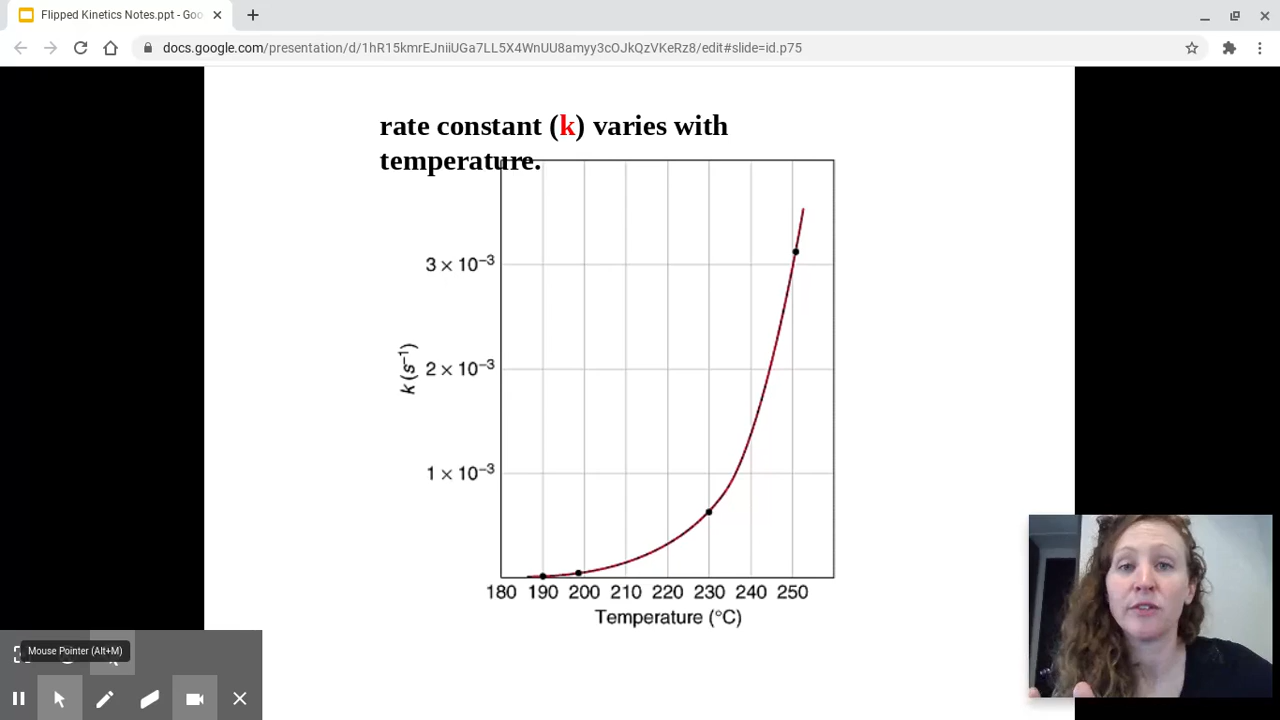 Flipped Kinetics Notes.ppt - Goo
docs.google.com/presentation/d/1hR15kmrEJniiUGa7LL5X4WnUU8amyy3cOJkQzVKeRz8/edit#slide=id.p75
rate constant (k) varies with
temperature.
3 × 10⁻³
k (s⁻¹)
2 × 10⁻³
1 × 10⁻³
180 190 200 210 220 230 240 250
Temperature (°C)
Mouse Pointer (Alt+M)